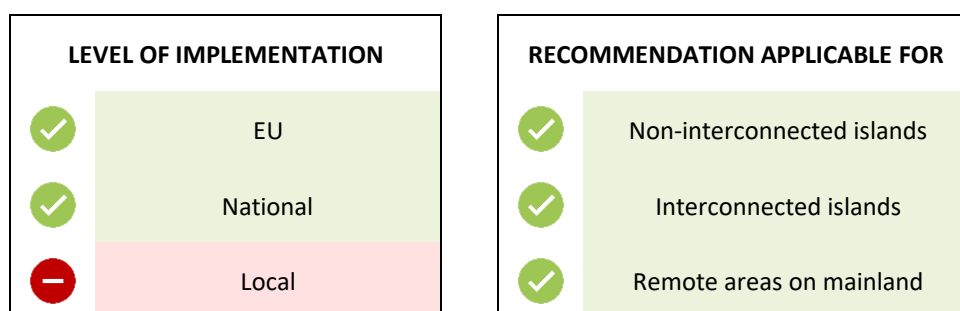 LEVEL OF IMPLEMENTATION
EU
National
Local
RECOMMENDATION APPLICABLE FOR
Non-interconnected islands
Interconnected islands
Remote areas on mainland